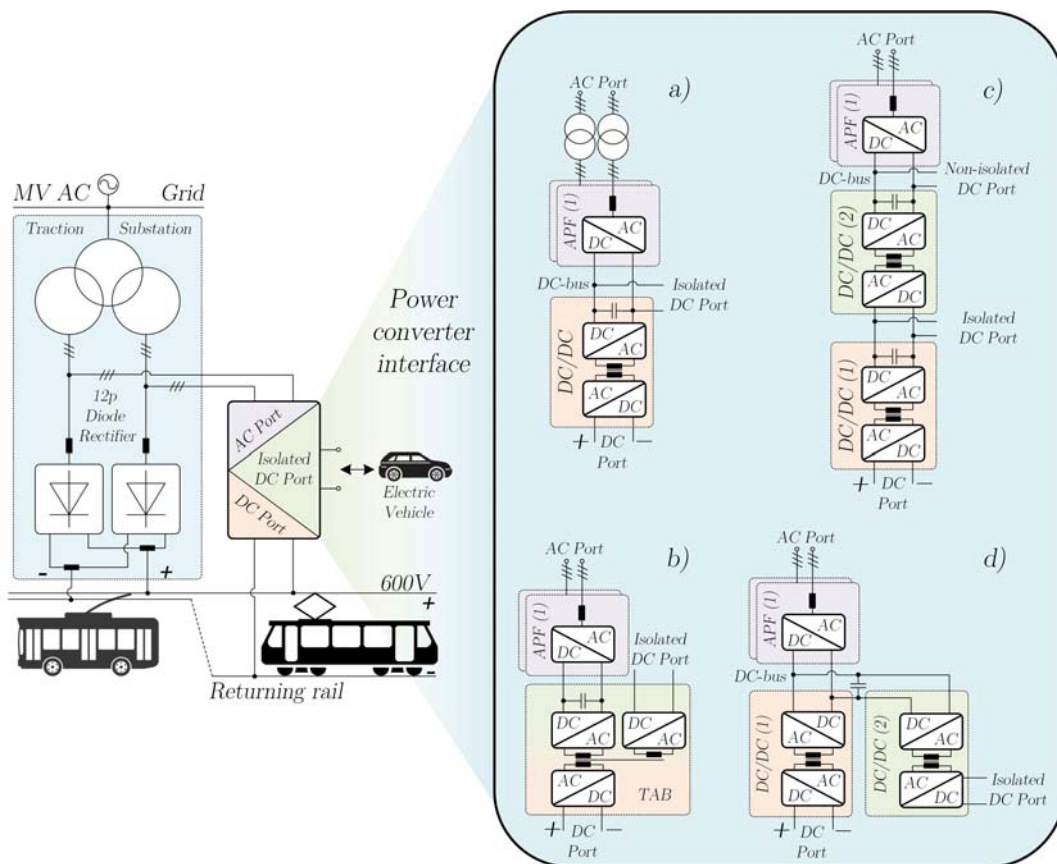 MV AC
Grid
Traction
Substation
12p
Diode
Rectifier
-
+
600V
+
-
Returning rail
AC Port
Isolated
DC Port
DC Port
Electric
Vehicle
Power
converter
interface
a)
AC Port
APF (1)
AC
DC
DC-bus
Isolated
DC Port
DC/DC
DC
AC
AC
DC
+ DC −
Port
b)
AC Port
APF (1)
AC
DC
Isolated
DC Port
DC
AC
DC
AC
AC
DC
TAB
+ DC −
Port
c)
AC Port
APF (1)
AC
DC
DC-bus
Non-isolated
DC Port
DC/DC (2)
DC
AC
AC
DC
Isolated
DC Port
DC/DC (1)
DC
AC
AC
DC
+ DC −
Port
d)
AC Port
APF (1)
AC
DC
DC-bus
DC/DC (1)
DC
AC
AC
DC
+ DC −
Port
DC/DC (2)
DC
AC
AC
DC
Isolated
DC Port